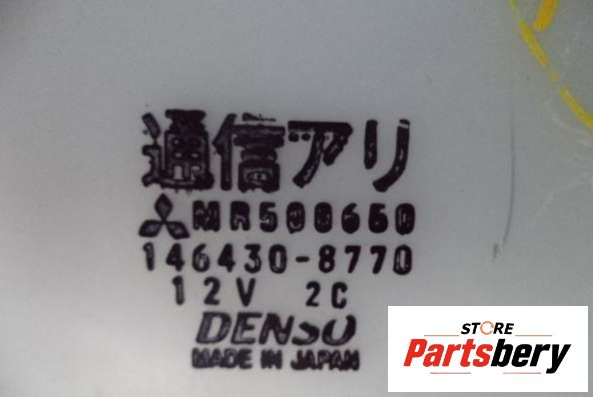 通信アリ
MR500660
146430-8770
12V 2C
DENSO
MADE IN JAPAN
STORE
Partsbery